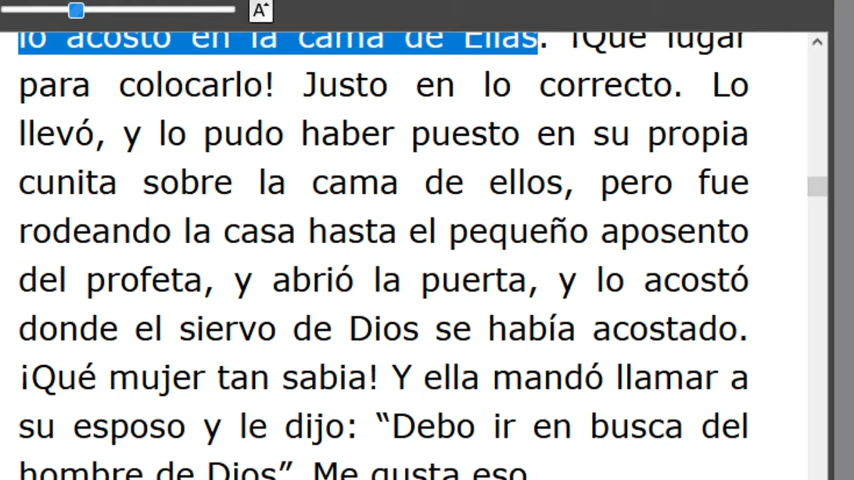 A
lo acostó en la cama de Elías. ¡Qué lugar
para colocarlo! Justo en lo correcto. Lo
llevó, y lo pudo haber puesto en su propia
cunita sobre la cama de ellos, pero fue
rodeando la casa hasta el pequeño aposento
del profeta, y abrió la puerta, y lo acostó
donde el siervo de Dios se había acostado.
¡Qué mujer tan sabia! Y ella mandó llamar a
su esposo y le dijo: “Debo ir en busca del
hombre de Dios”. Me gusta eso.